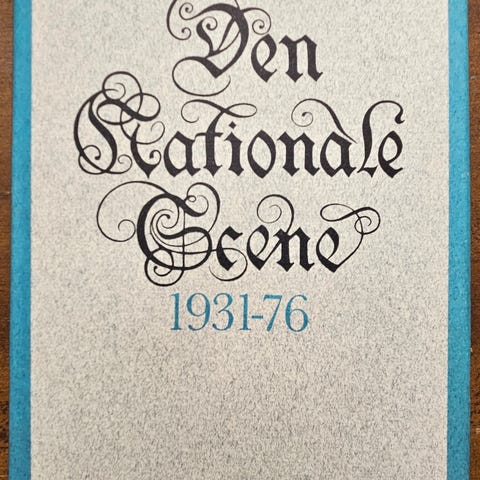 Den
Nationale
Scene
1931-76